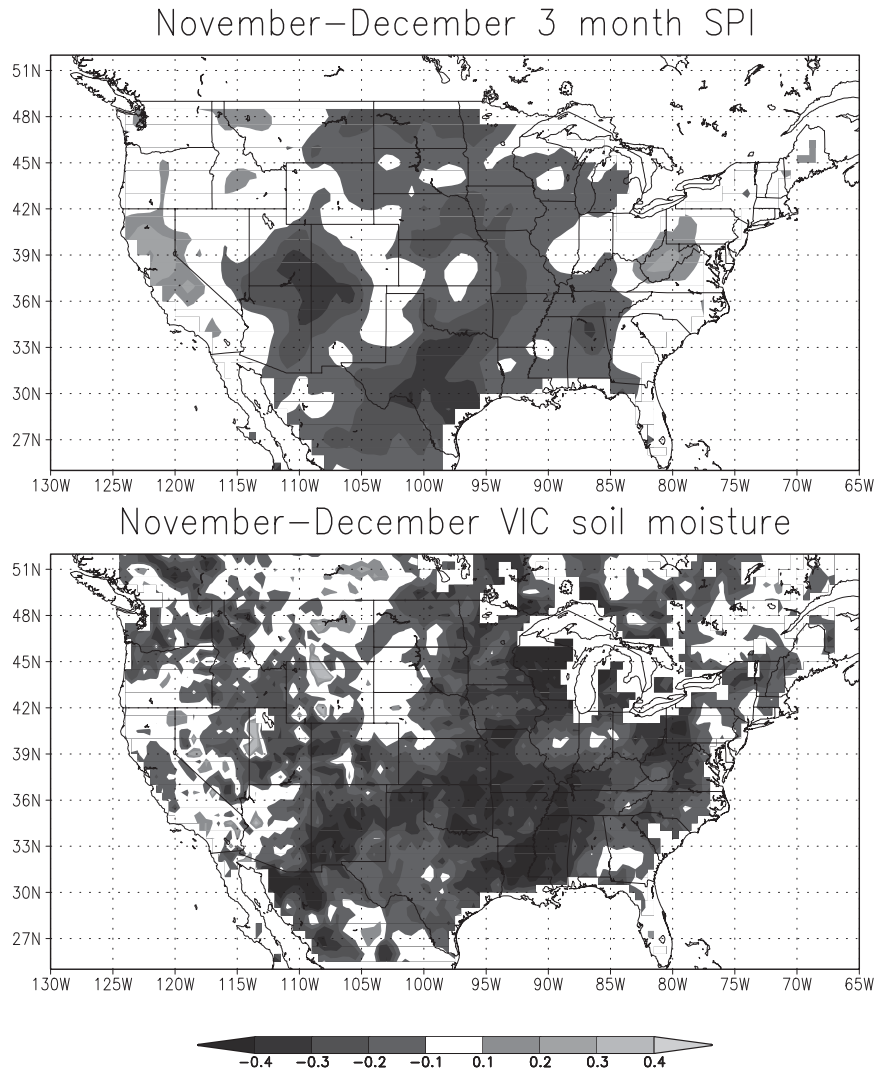 November-December 3 month SPI
51N
48N
45N
42N
39N
36N
33N
30N
27N
130W 125W 120W 115W 110W 105W 100W 95W 90W 85W 80W 75W 70W 65W
November-December VIC soil moisture
51N
48N
45N
42N
39N
36N
33N
30N
27N
130W 125W 120W 115W 110W 105W 100W 95W 90W 85W 80W 75W 70W 65W
-0.4 -0.3 -0.2 -0.1 0.1 0.2 0.3 0.4